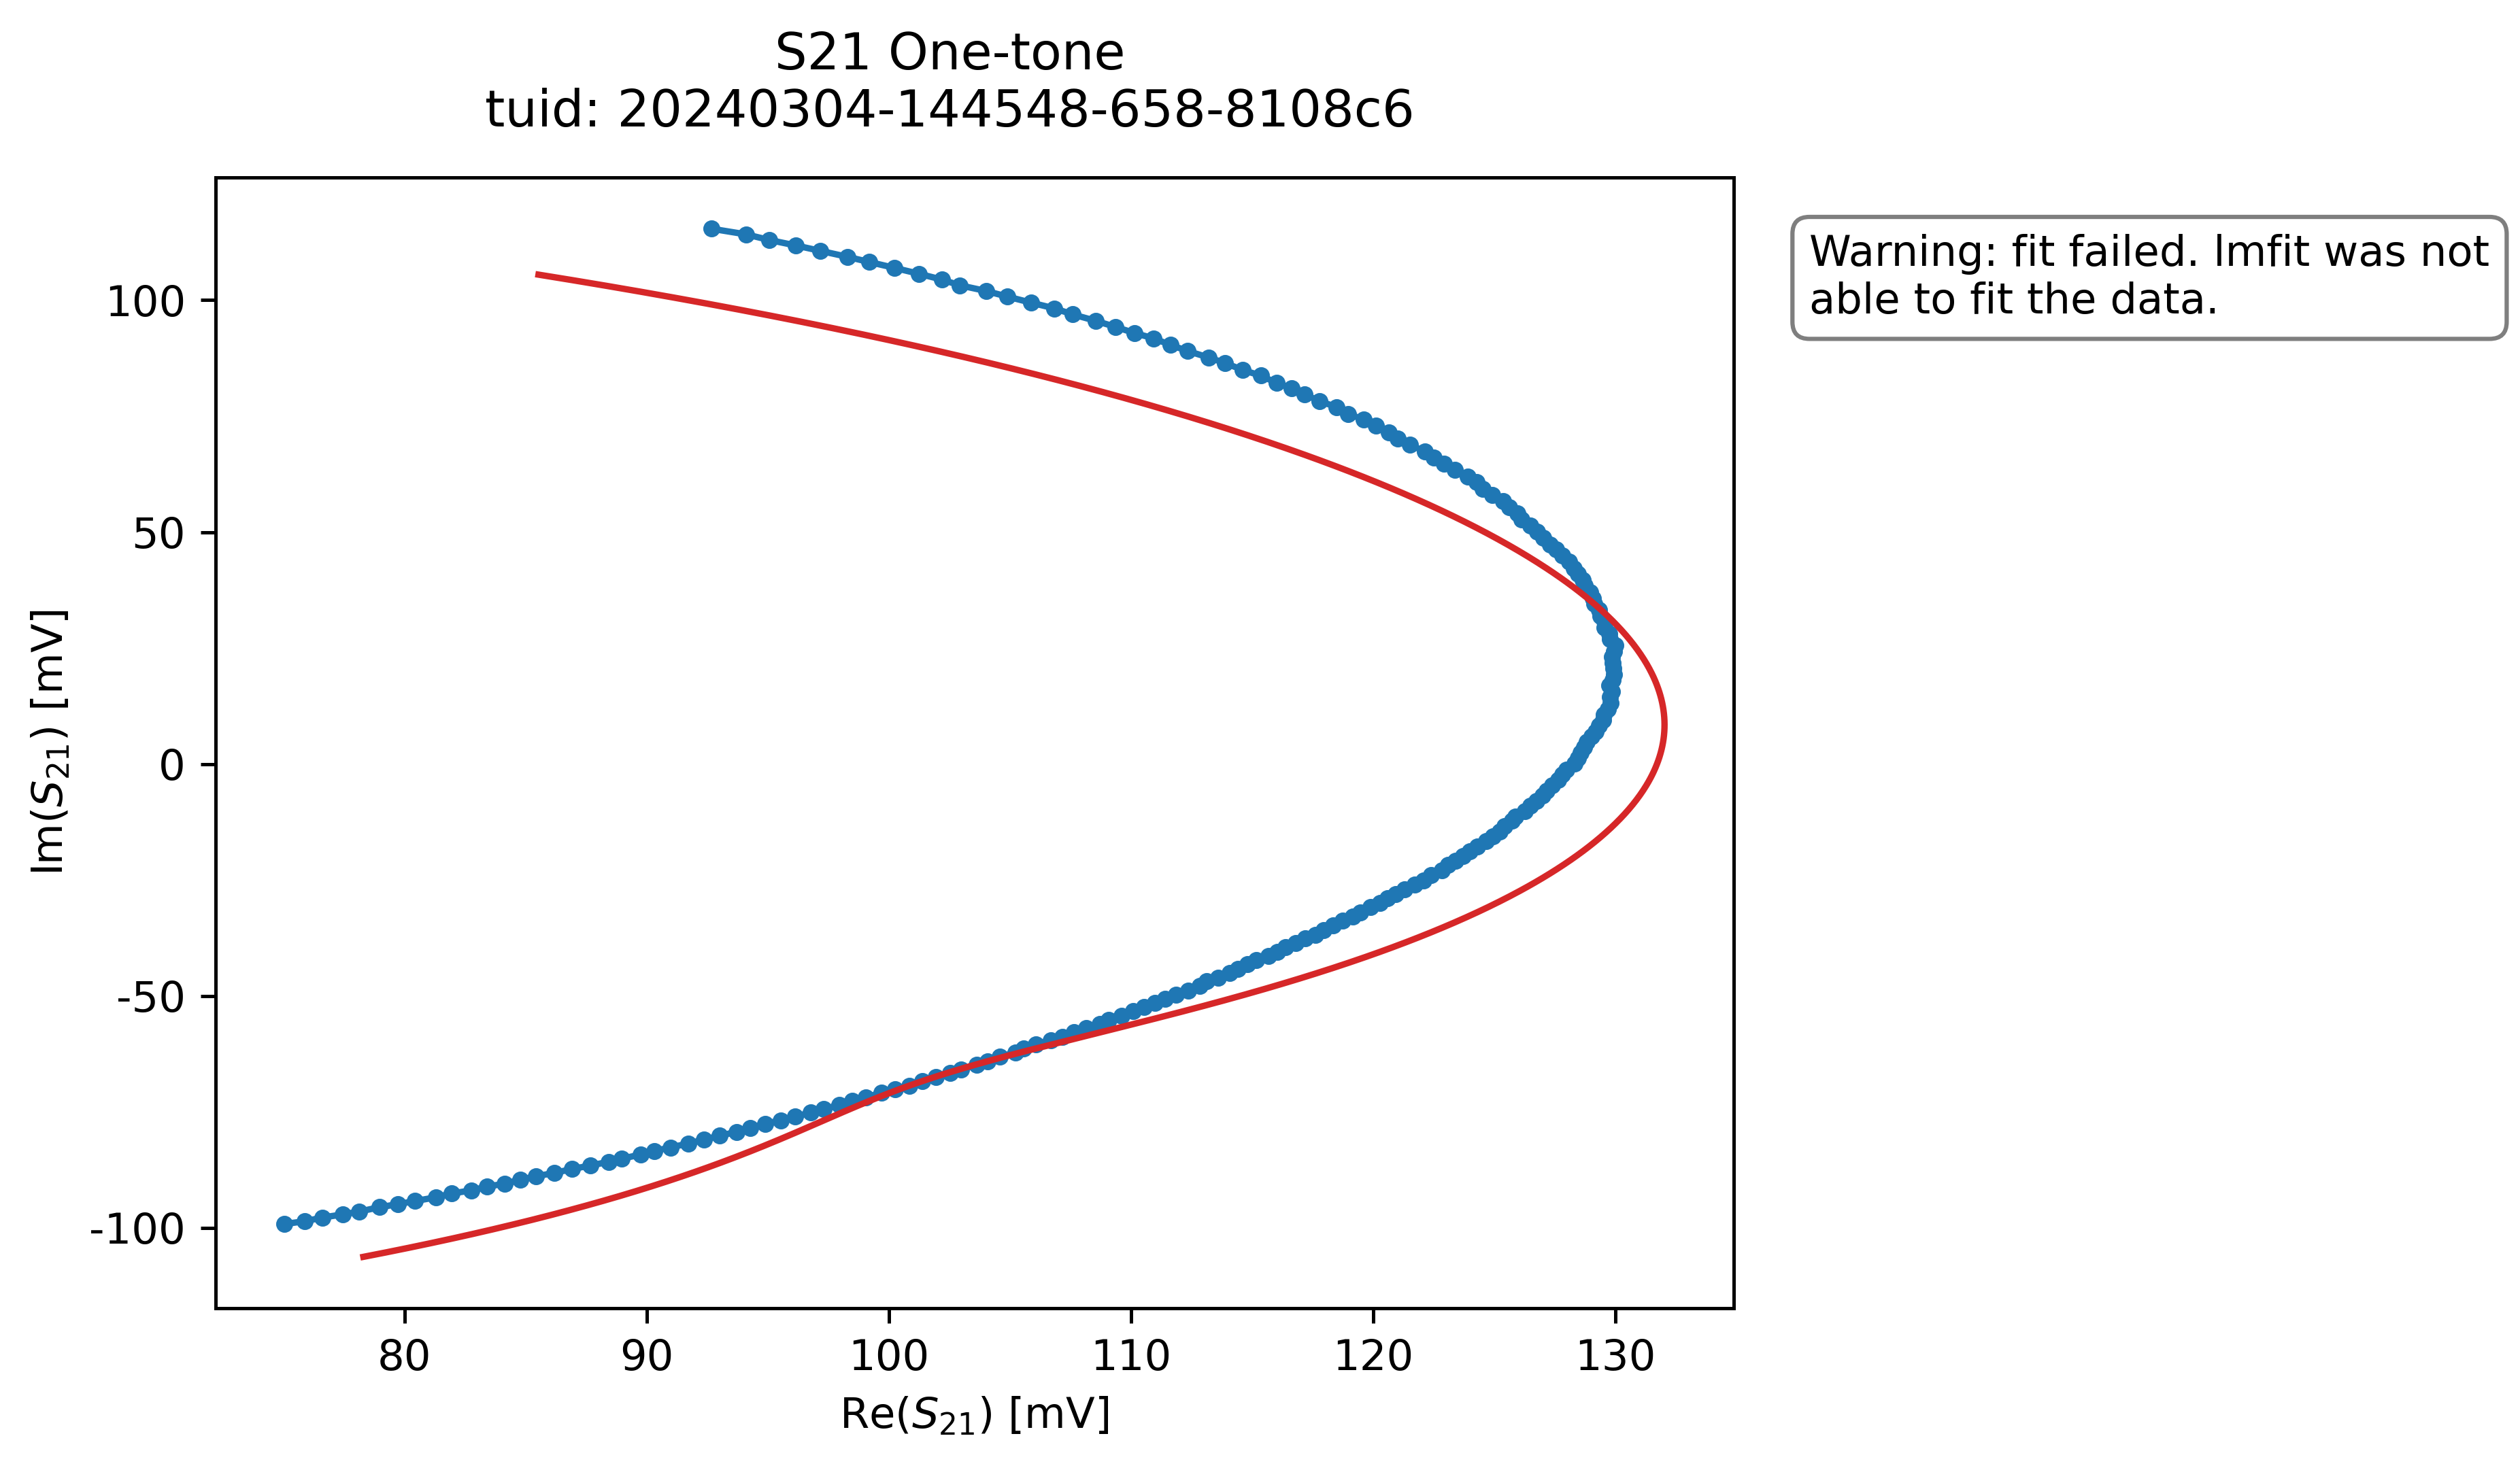 S21 One-tone
tuid: 20240304-144548-658-8108c6
Warning: fit failed. lmfit was not
able to fit the data.
100
50
0
-50
-100
Im(S21) [mV]
80 90 100 110 120 130
Re(S21) [mV]